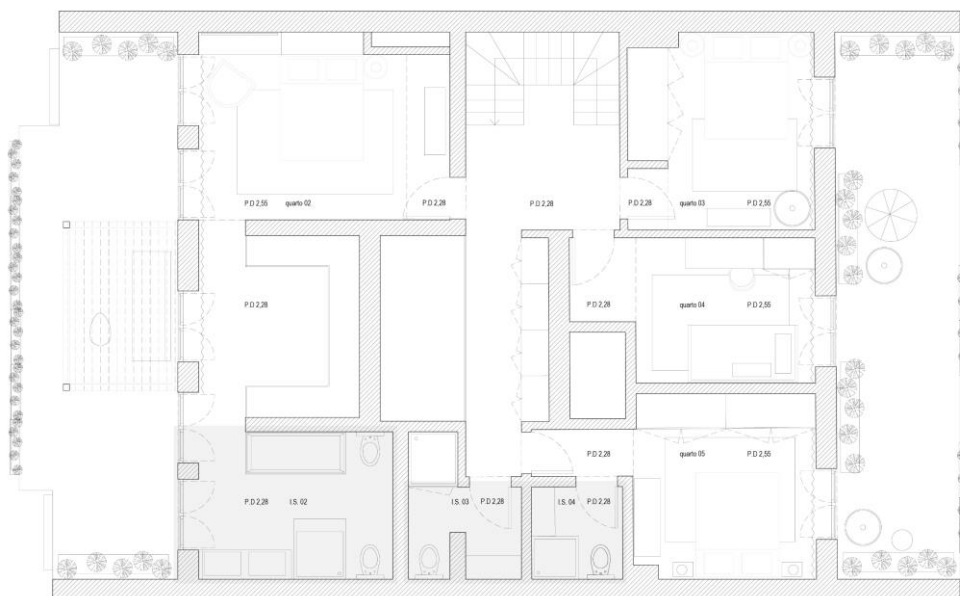 P.D 2,55 quarto 02
P.D 2,28
P.D 2,28
P.D 2,28
quarto 03
P.D 2,55
P.D 2,28
P.D 2,28
quarto 04
P.D 2,55
P.D 2,28
quarto 05
P.D 2,55
P.D 2,28
I.S. 02
I.S. 03
P.D 2,28
I.S. 04
P.D 2,28